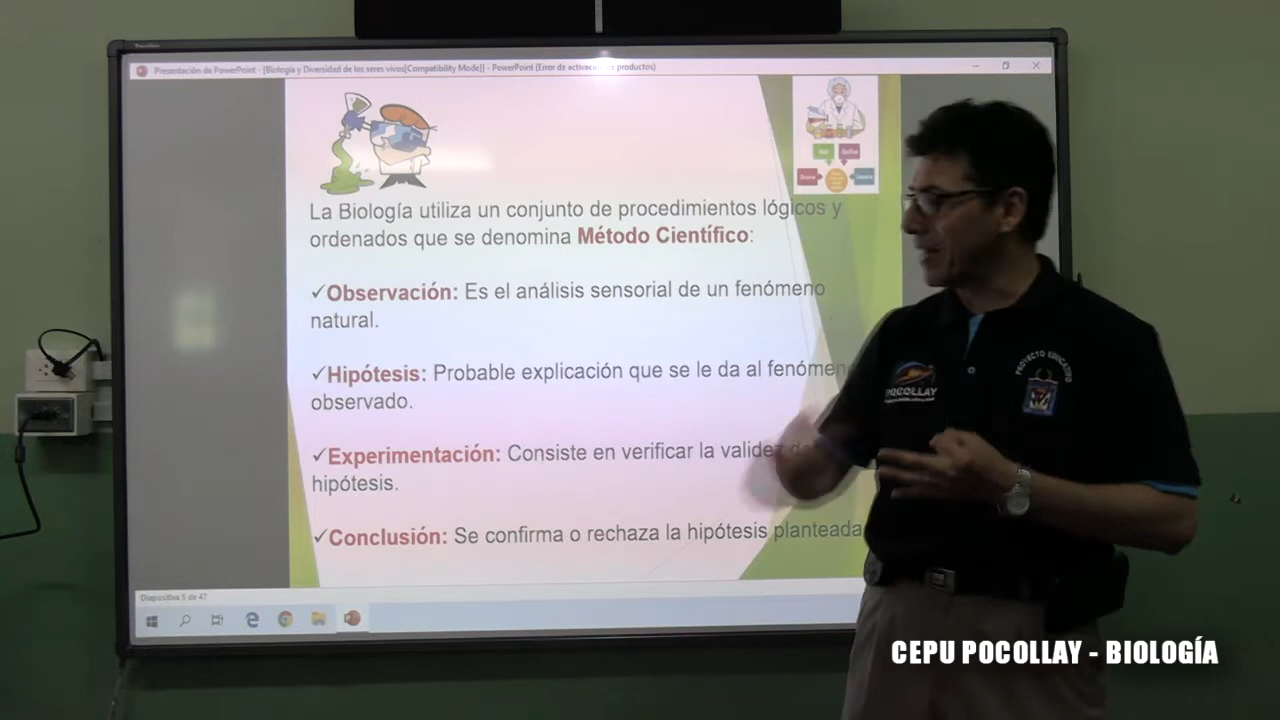 Presentación de PowerPoint - [Biología y Diversidad de los seres vivos[Compatibility Mode]] - PowerPoint (Error de activación de productos)
La Biología utiliza un conjunto de procedimientos lógicos y
ordenados que se denomina Método Científico:
✓Observación: Es el análisis sensorial de un fenómeno
natural.
✓Hipótesis: Probable explicación que se le da al fenómen
observado.
✓Experimentación: Consiste en verificar la validez de
hipótesis.
✓Conclusión: Se confirma o rechaza la hipótesis planteada
Diapositiva 5 de 47
POCOLLAY
PROYECTO EDUCATIVO
CEPU POCOLLAY - BIOLOGÍA